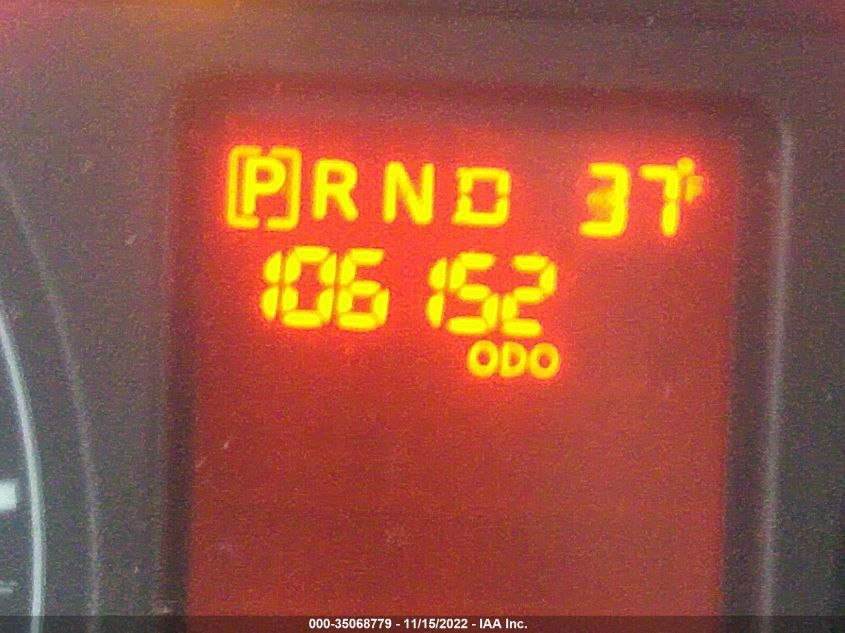 P R N D 37°F
106152
ODO
000-35068779 - 11/15/2022 - IAA Inc.